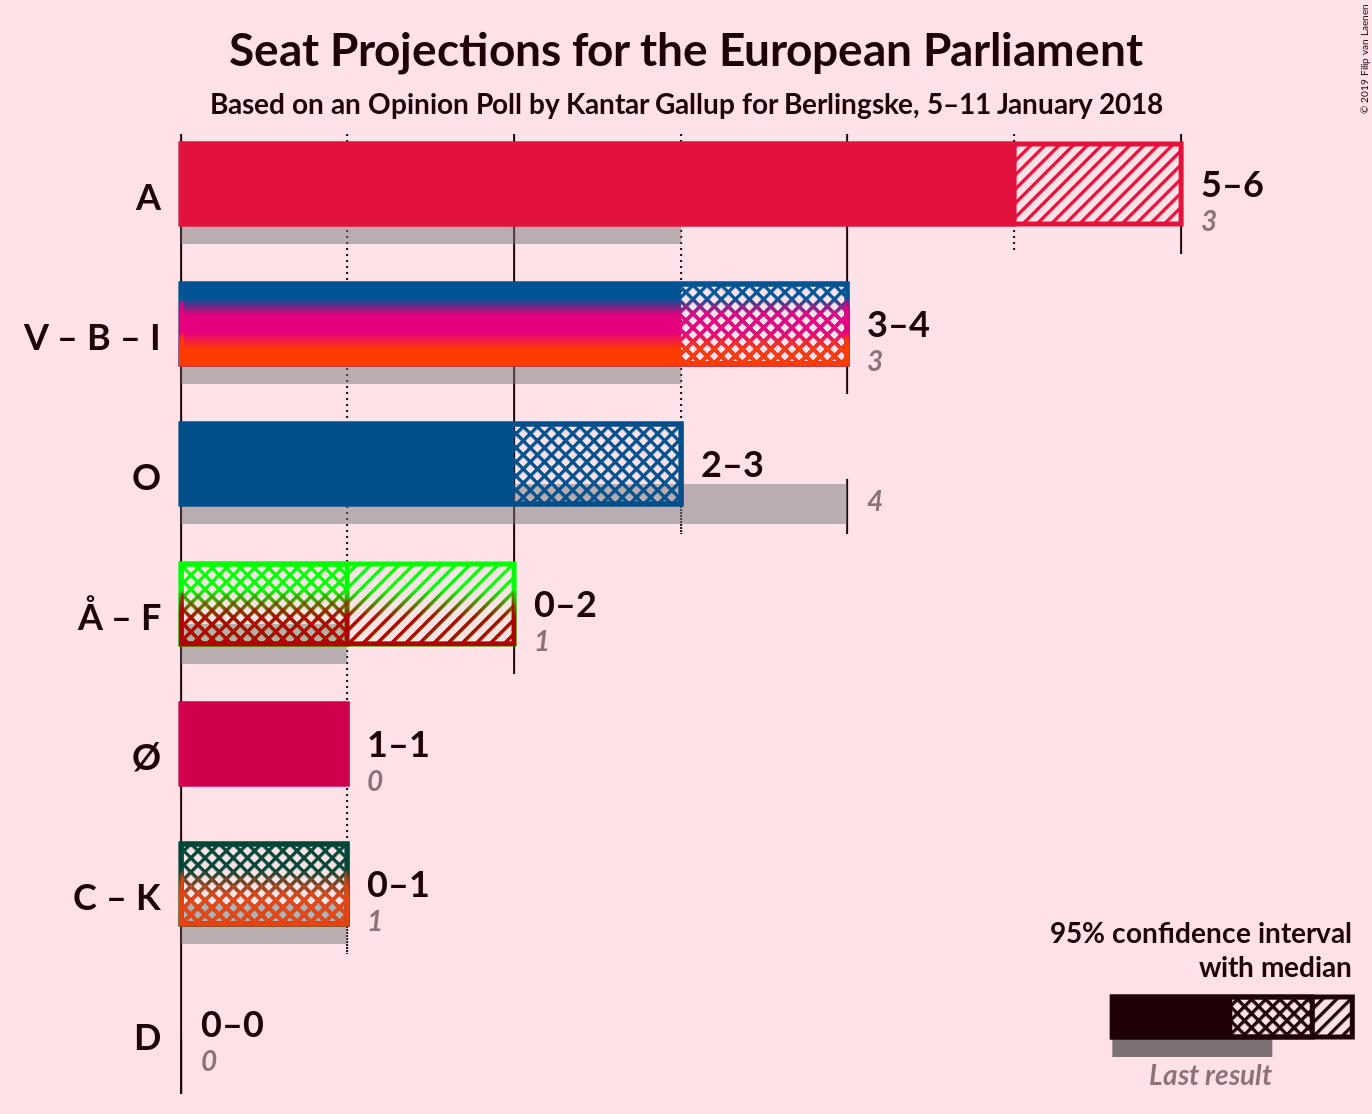 Seat Projections for the European Parliament
Based on an Opinion Poll by Kantar Gallup for Berlingske, 5–11 January 2018
© 2019 Filip van Laenen
A
5–6
3
V – B – I
3–4
3
O
2–3
4
Å – F
0–2
1
Ø
1–1
0
C – K
0–1
1
D
0–0
0
95% confidence interval
with median
Last result